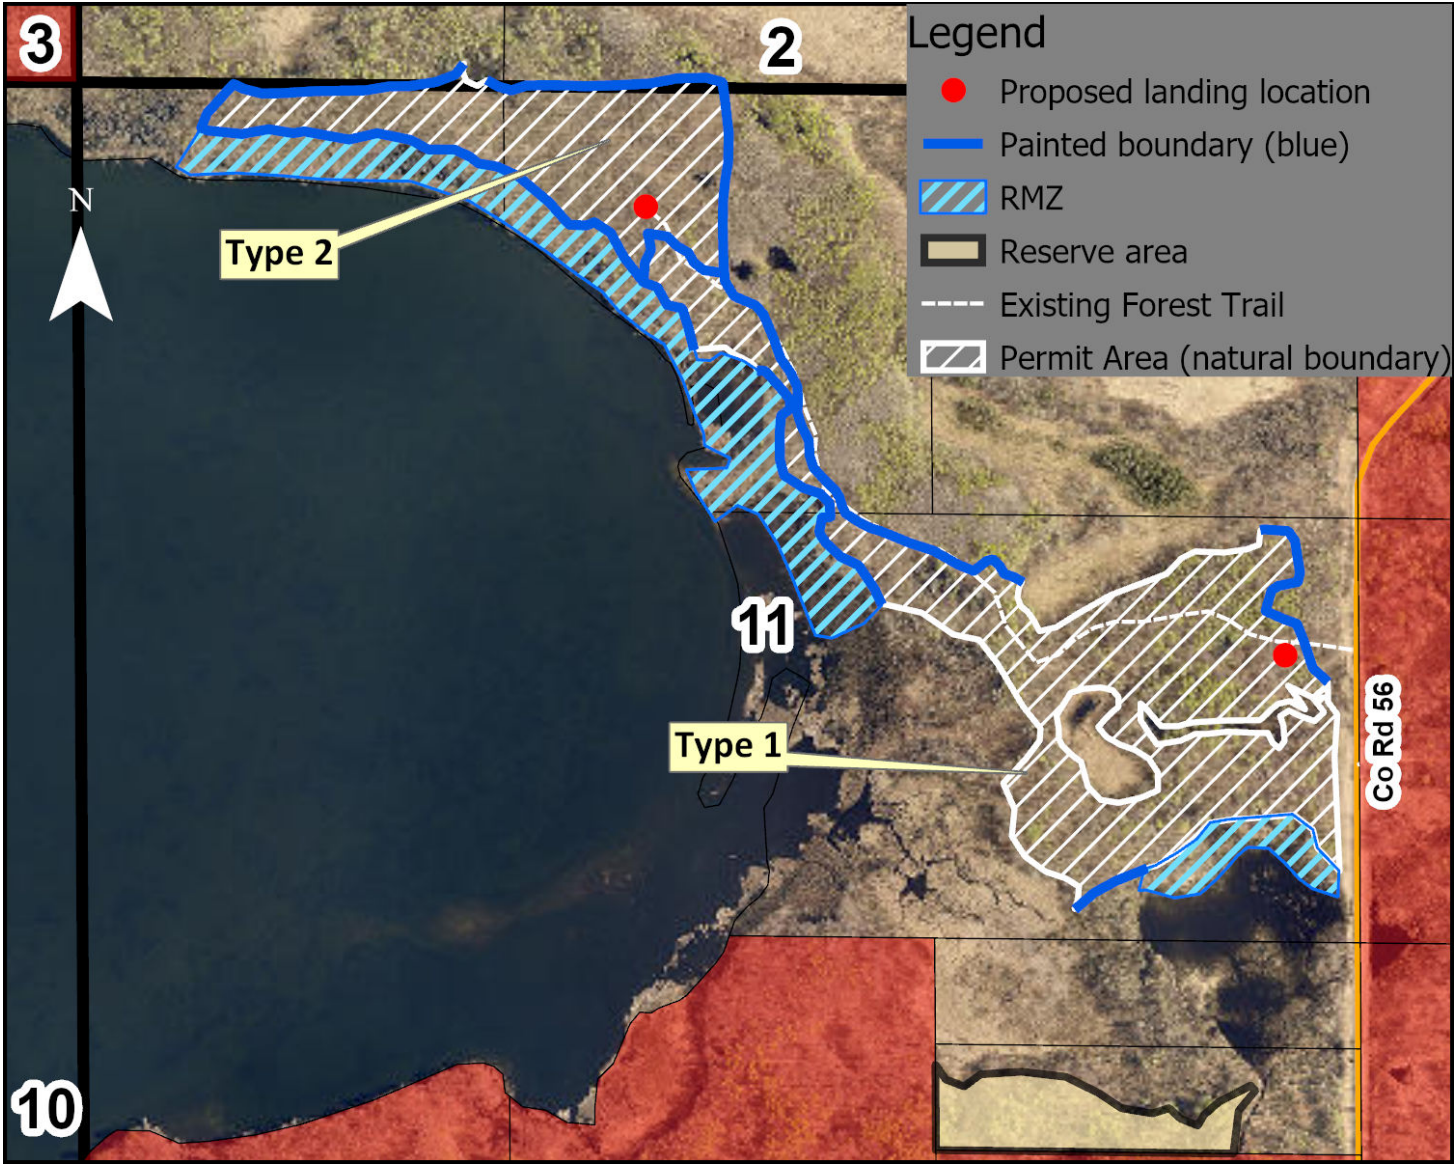 3
2
Legend
Proposed landing location
Painted boundary (blue)
RMZ
Reserve area
Existing Forest Trail
Permit Area (natural boundary)
N
Type 2
11
Type 1
Co Rd 56
10